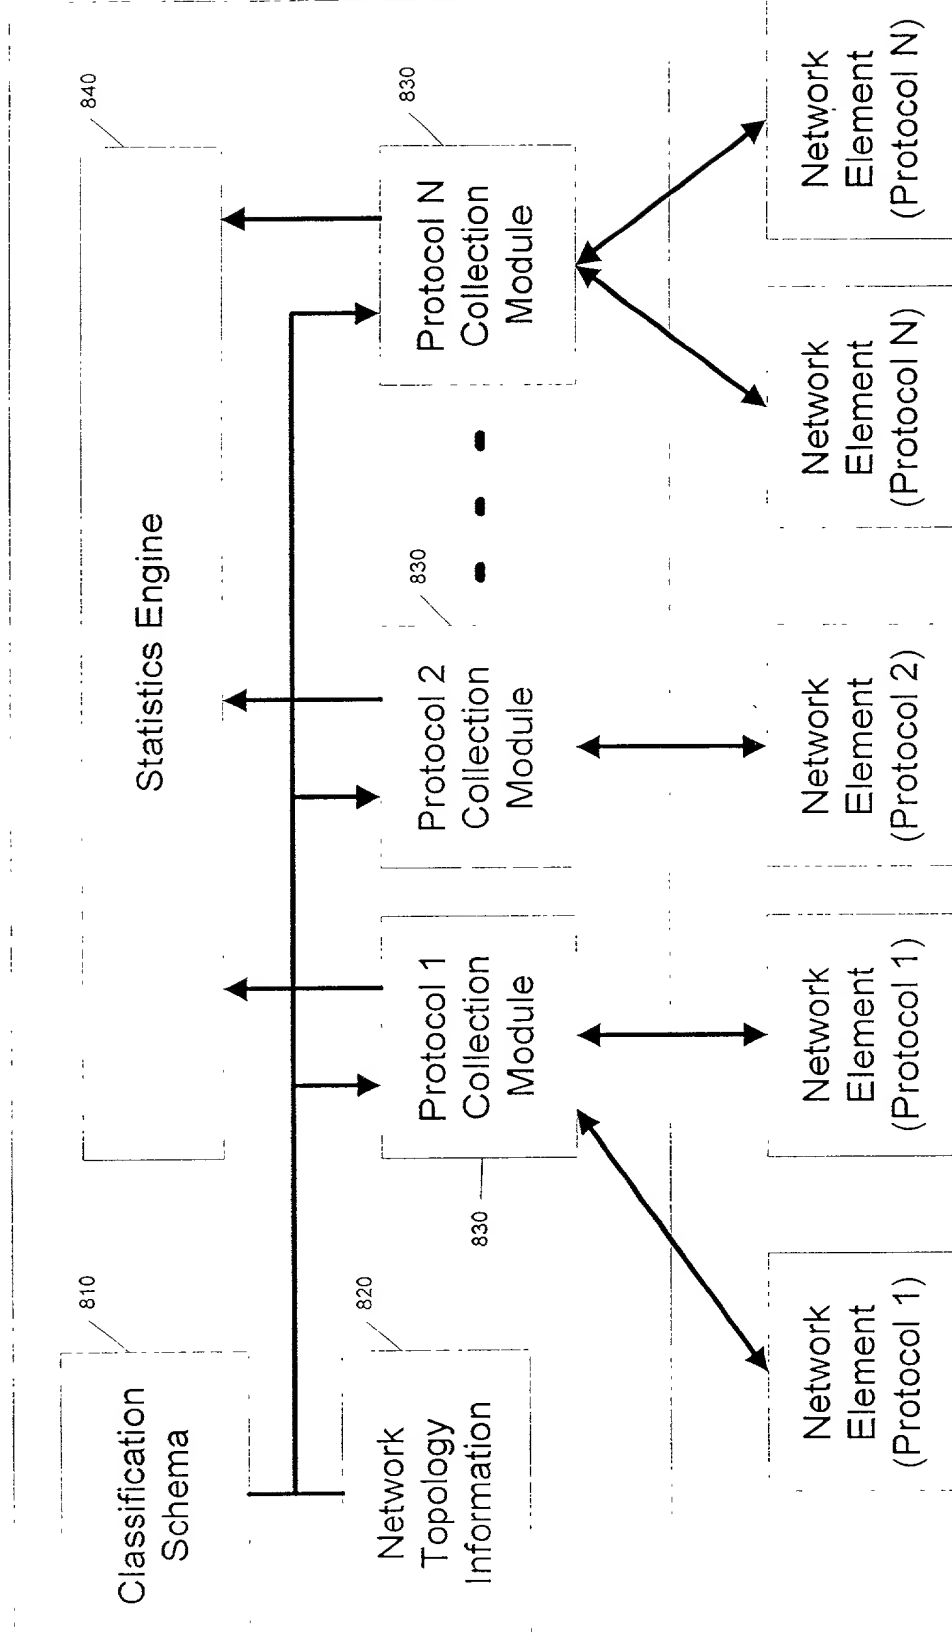 810
Classification
Schema
820
Network
Topology
Information
840
Statistics Engine
830
Protocol 1
Collection
Module
830
Protocol 2
Collection
Module
830
Protocol N
Collection
Module
Network
Element
(Protocol 1)
Network
Element
(Protocol 1)
Network
Element
(Protocol 2)
Network
Element
(Protocol N)
Network
Element
(Protocol N)